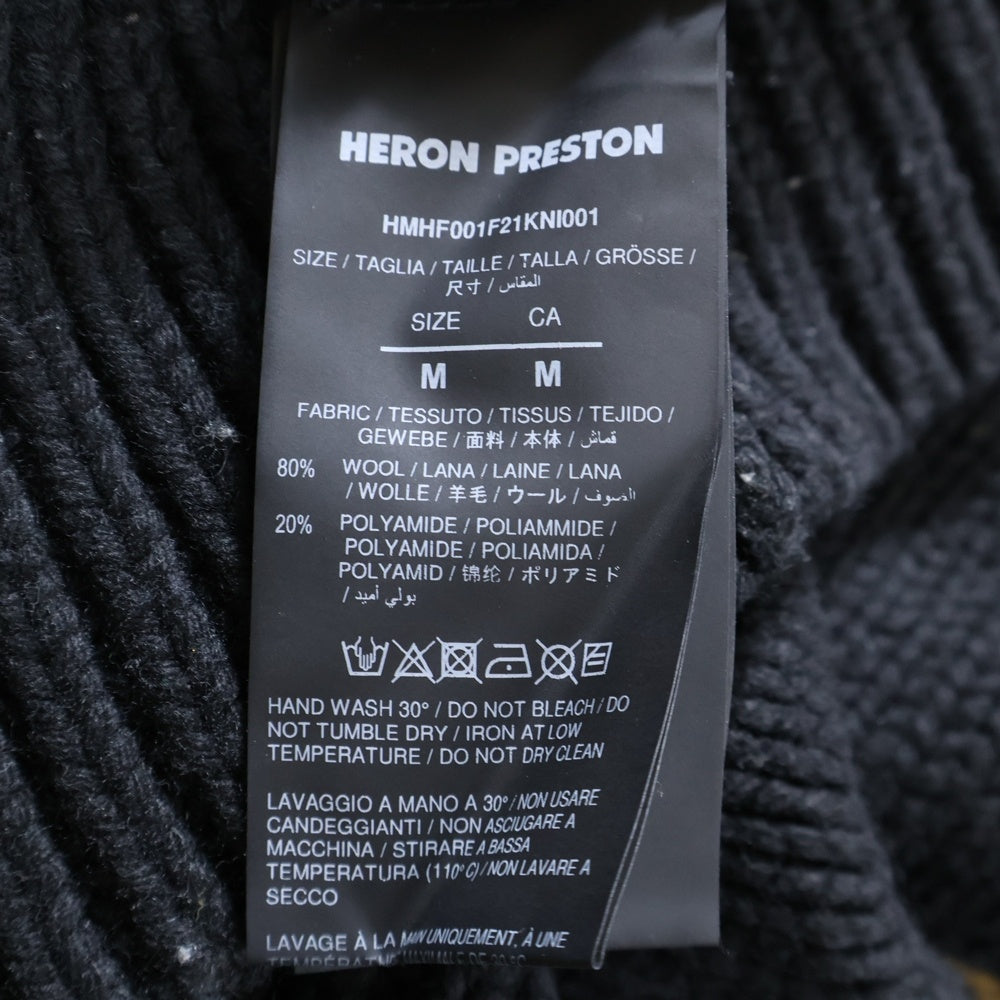 HERON PRESTON
HMHF001F21KNI001
SIZE / TAGLIA / TAILLE / TALLA / GRÖSSE /
尺寸 / المقاس
SIZE CA
M M
FABRIC / TESSUTO / TISSUS / TEJIDO /
GEWEBE / 面料 / 本体 / قماش
80% WOOL / LANA / LAINE / LANA
/ WOLLE / 羊毛 / ウール / الصوف
20% POLYAMIDE / POLIAMMIDE /
POLYAMIDE / POLIAMIDA /
POLYAMID / 锦纶 / ポリアミド
/ بولي أميد
HAND WASH 30° / DO NOT BLEACH / DO
NOT TUMBLE DRY / IRON AT LOW
TEMPERATURE / DO NOT DRY CLEAN
LAVAGGIO A MANO A 30° / NON USARE
CANDEGGIANTI / NON ASCIUGARE A
MACCHINA / STIRARE A BASSA
TEMPERATURA (110°C) / NON LAVARE A
SECCO
LAVAGE À LA MAIN UNIQUEMENT, À UNE